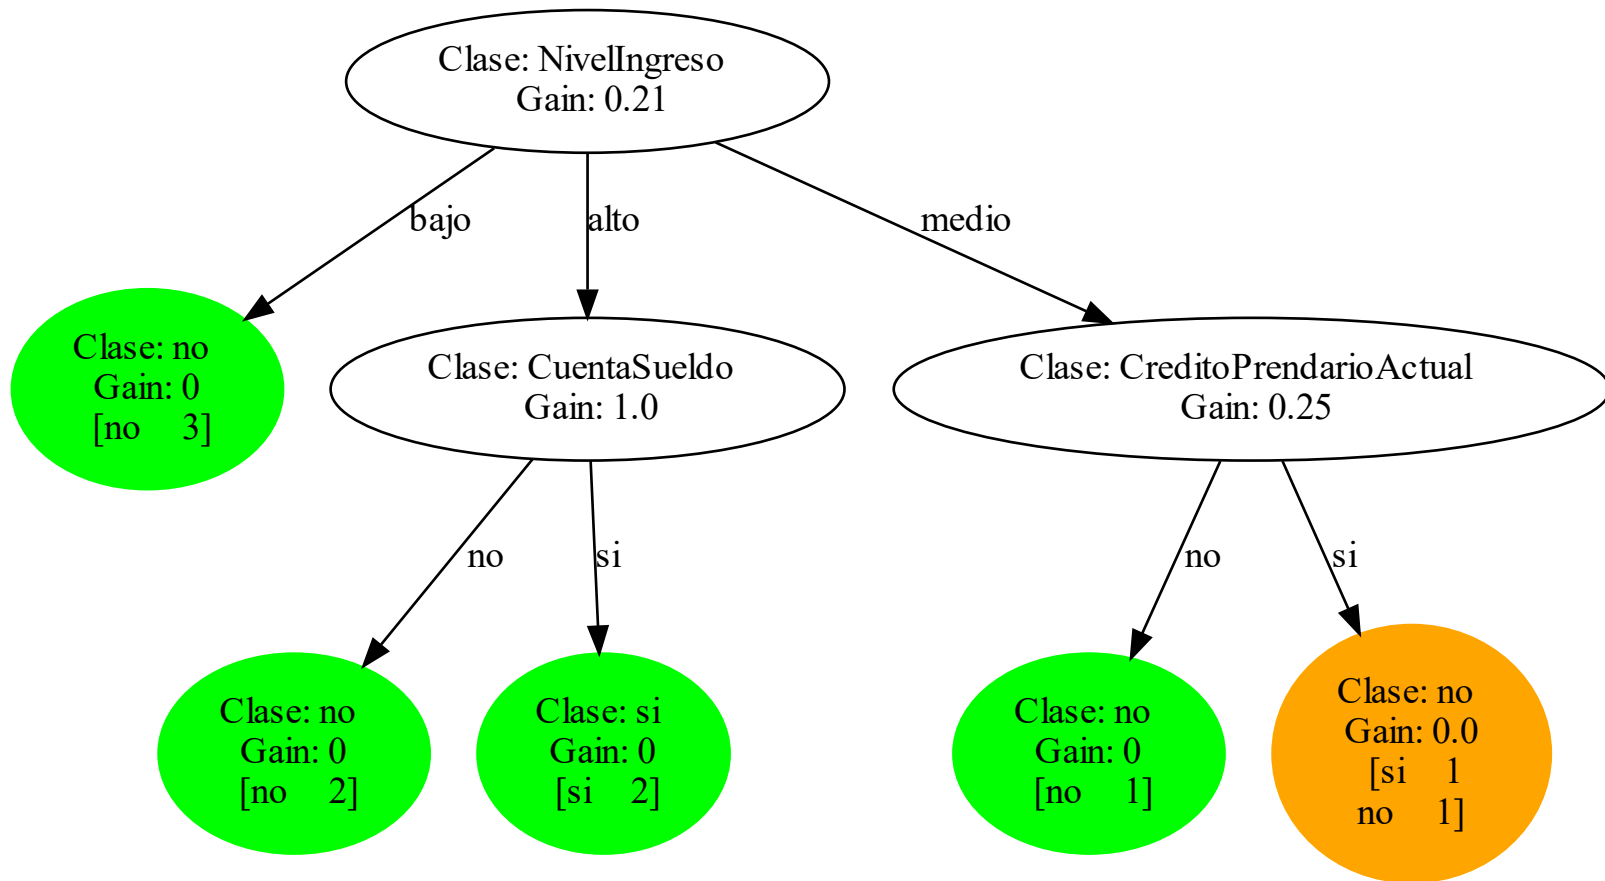 Clase: NivelIngreso
Gain: 0.21
bajo
alto
medio
Clase: no
Gain: 0
[no 3]
Clase: CuentaSueldo
Gain: 1.0
Clase: CreditoPrendarioActual
Gain: 0.25
no
si
no
si
Clase: no
Gain: 0
[no 2]
Clase: si
Gain: 0
[si 2]
Clase: no
Gain: 0
[no 1]
Clase: no
Gain: 0.0
[si 1
no 1]